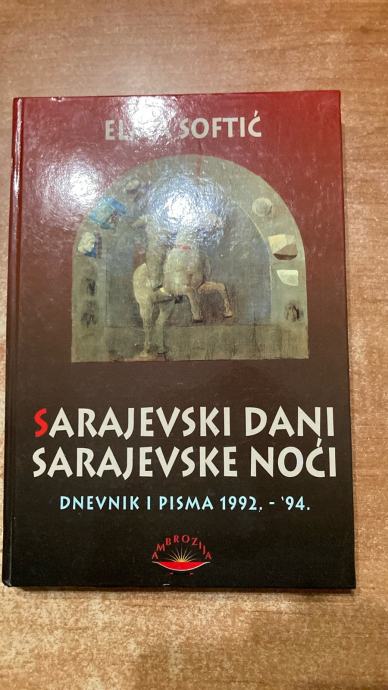 SOFTIĆ
SARAJEVSKI DANI
SARAJEVSKE NOĆI
DNEVNIK I PISMA 1992. - '94.
AMBROZIJA